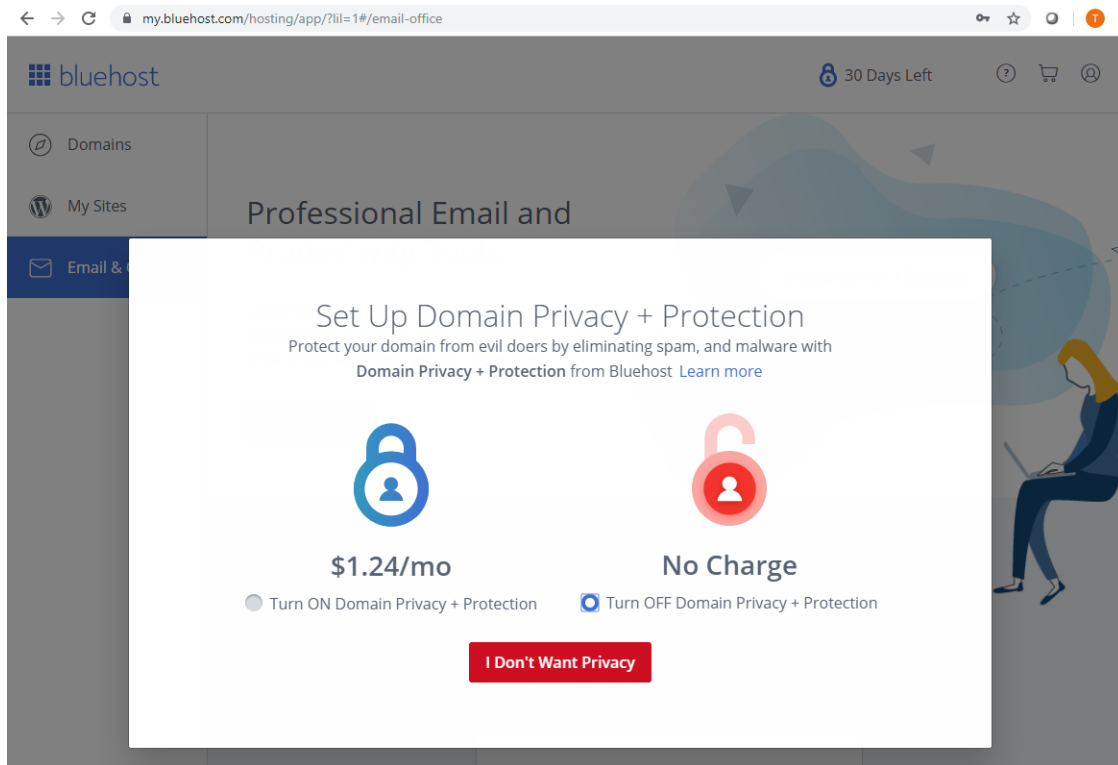 my.bluehost.com/hosting/app/?lil=1#/email-office
T
bluehost
30 Days Left
?
Domains
My Sites
Email &
Professional Email and
Set Up Domain Privacy + Protection
Protect your domain from evil doers by eliminating spam, and malware with
Domain Privacy + Protection from Bluehost Learn more
$1.24/mo
No Charge
Turn ON Domain Privacy + Protection
Turn OFF Domain Privacy + Protection
I Don't Want Privacy